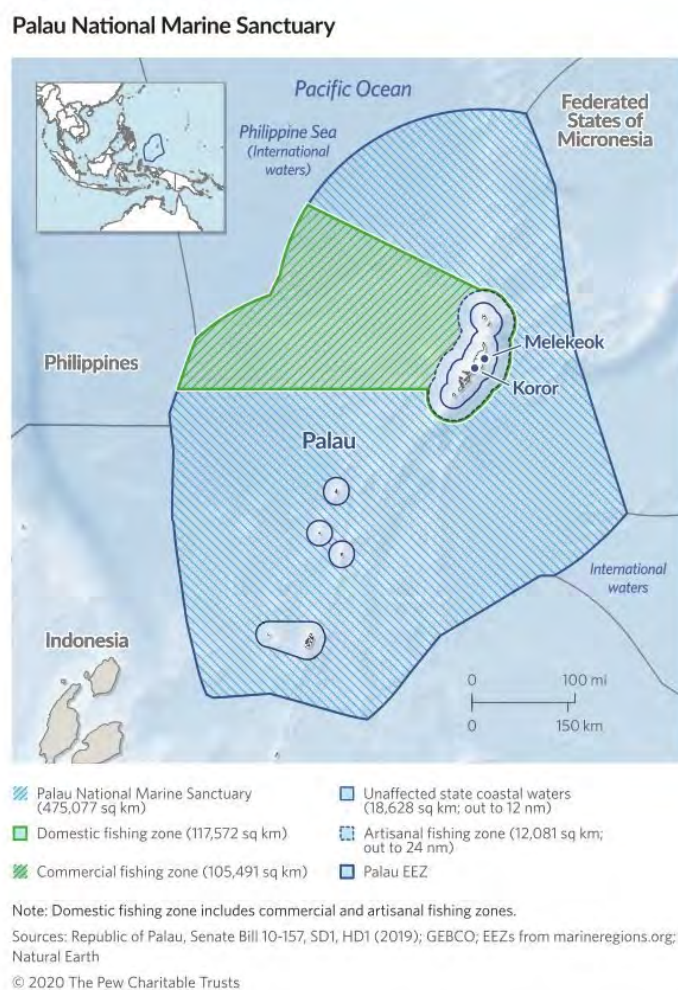 Palau National Marine Sanctuary
Pacific Ocean
Philippine Sea
(International
waters)
Federated
States of
Micronesia
Philippines
Melekeok
Koror
Palau
International
waters
Indonesia
0 100 mi
0 150 km
Palau National Marine Sanctuary
(475,077 sq km)
Domestic fishing zone (117,572 sq km)
Commercial fishing zone (105,491 sq km)
Unaffected state coastal waters
(18,628 sq km; out to 12 nm)
Artisanal fishing zone (12,081 sq km;
out to 24 nm)
Palau EEZ
Note: Domestic fishing zone includes commercial and artisanal fishing zones.
Sources: Republic of Palau, Senate Bill 10-157, SD1, HD1 (2019); GEBCO; EEZs from marineregions.org;
Natural Earth
© 2020 The Pew Charitable Trusts